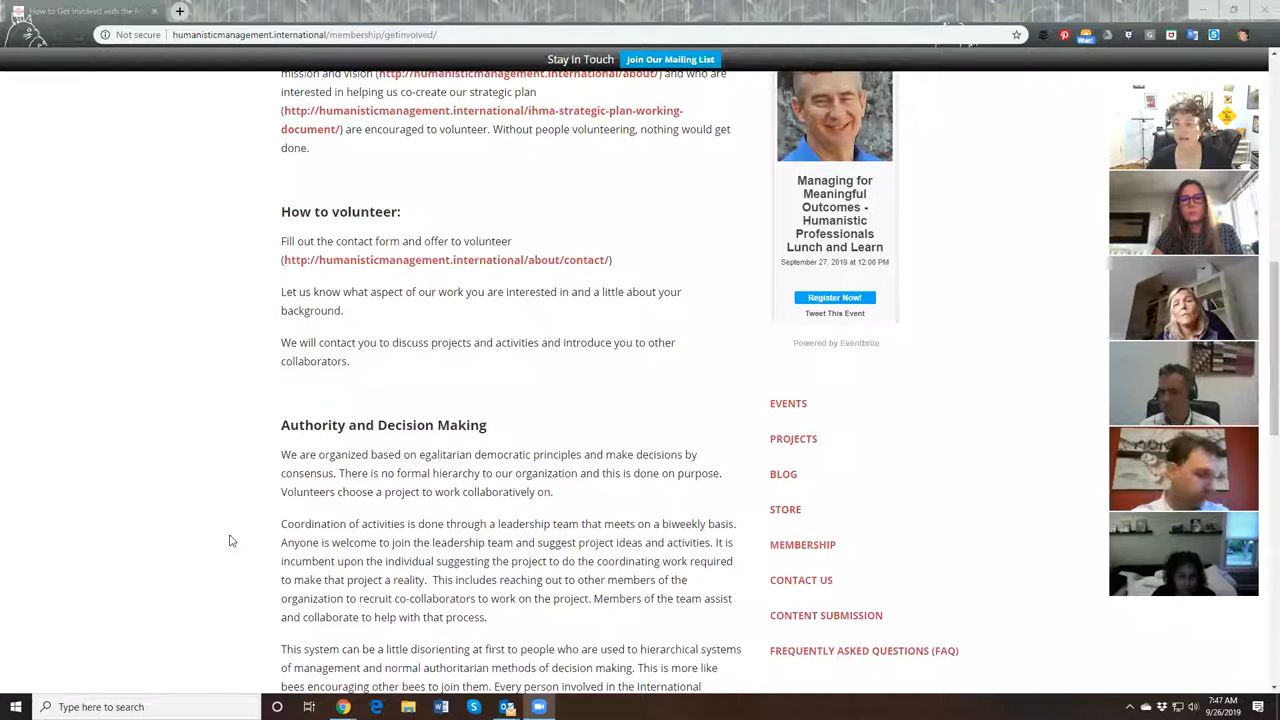 How to Get Involved with the I
Not secure
humanisticmanagement.international/membership/getinvolved/
Stay In Touch
Join Our Mailing List
mission and vision (http://humanisticmanagement.international/about/) and who are
interested in helping us co-create our strategic plan
(http://humanisticmanagement.international/ihma-strategic-plan-working-
document/) are encouraged to volunteer. Without people volunteering, nothing would get
done.
How to volunteer:
Fill out the contact form and offer to volunteer
(http://humanisticmanagement.international/about/contact/)
Let us know what aspect of our work you are interested in and a little about your
background.
We will contact you to discuss projects and activities and introduce you to other
collaborators.
Authority and Decision Making
We are organized based on egalitarian democratic principles and make decisions by
consensus. There is no formal hierarchy to our organization and this is done on purpose.
Volunteers choose a project to work collaboratively on.
Coordination of activities is done through a leadership team that meets on a biweekly basis.
Anyone is welcome to join the leadership team and suggest project ideas and activities. It is
incumbent upon the individual suggesting the project to do the coordinating work required
to make that project a reality. This includes reaching out to other members of the
organization to recruit co-collaborators to work on the project. Members of the team assist
and collaborate to help with that process.
This system can be a little disorienting at first to people who are used to hierarchical systems
of management and normal authoritarian methods of decision making. This is more like
bees encouraging other bees to join them. Every person involved in the International
Managing for
Meaningful
Outcomes -
Humanistic
Professionals
Lunch and Learn
September 27, 2019 at 12:00 PM
Register Now!
Tweet This Event
Powered by Eventbrite
EVENTS
PROJECTS
BLOG
STORE
MEMBERSHIP
CONTACT US
CONTENT SUBMISSION
FREQUENTLY ASKED QUESTIONS (FAQ)
Type here to search
7:47 AM
9/26/2019